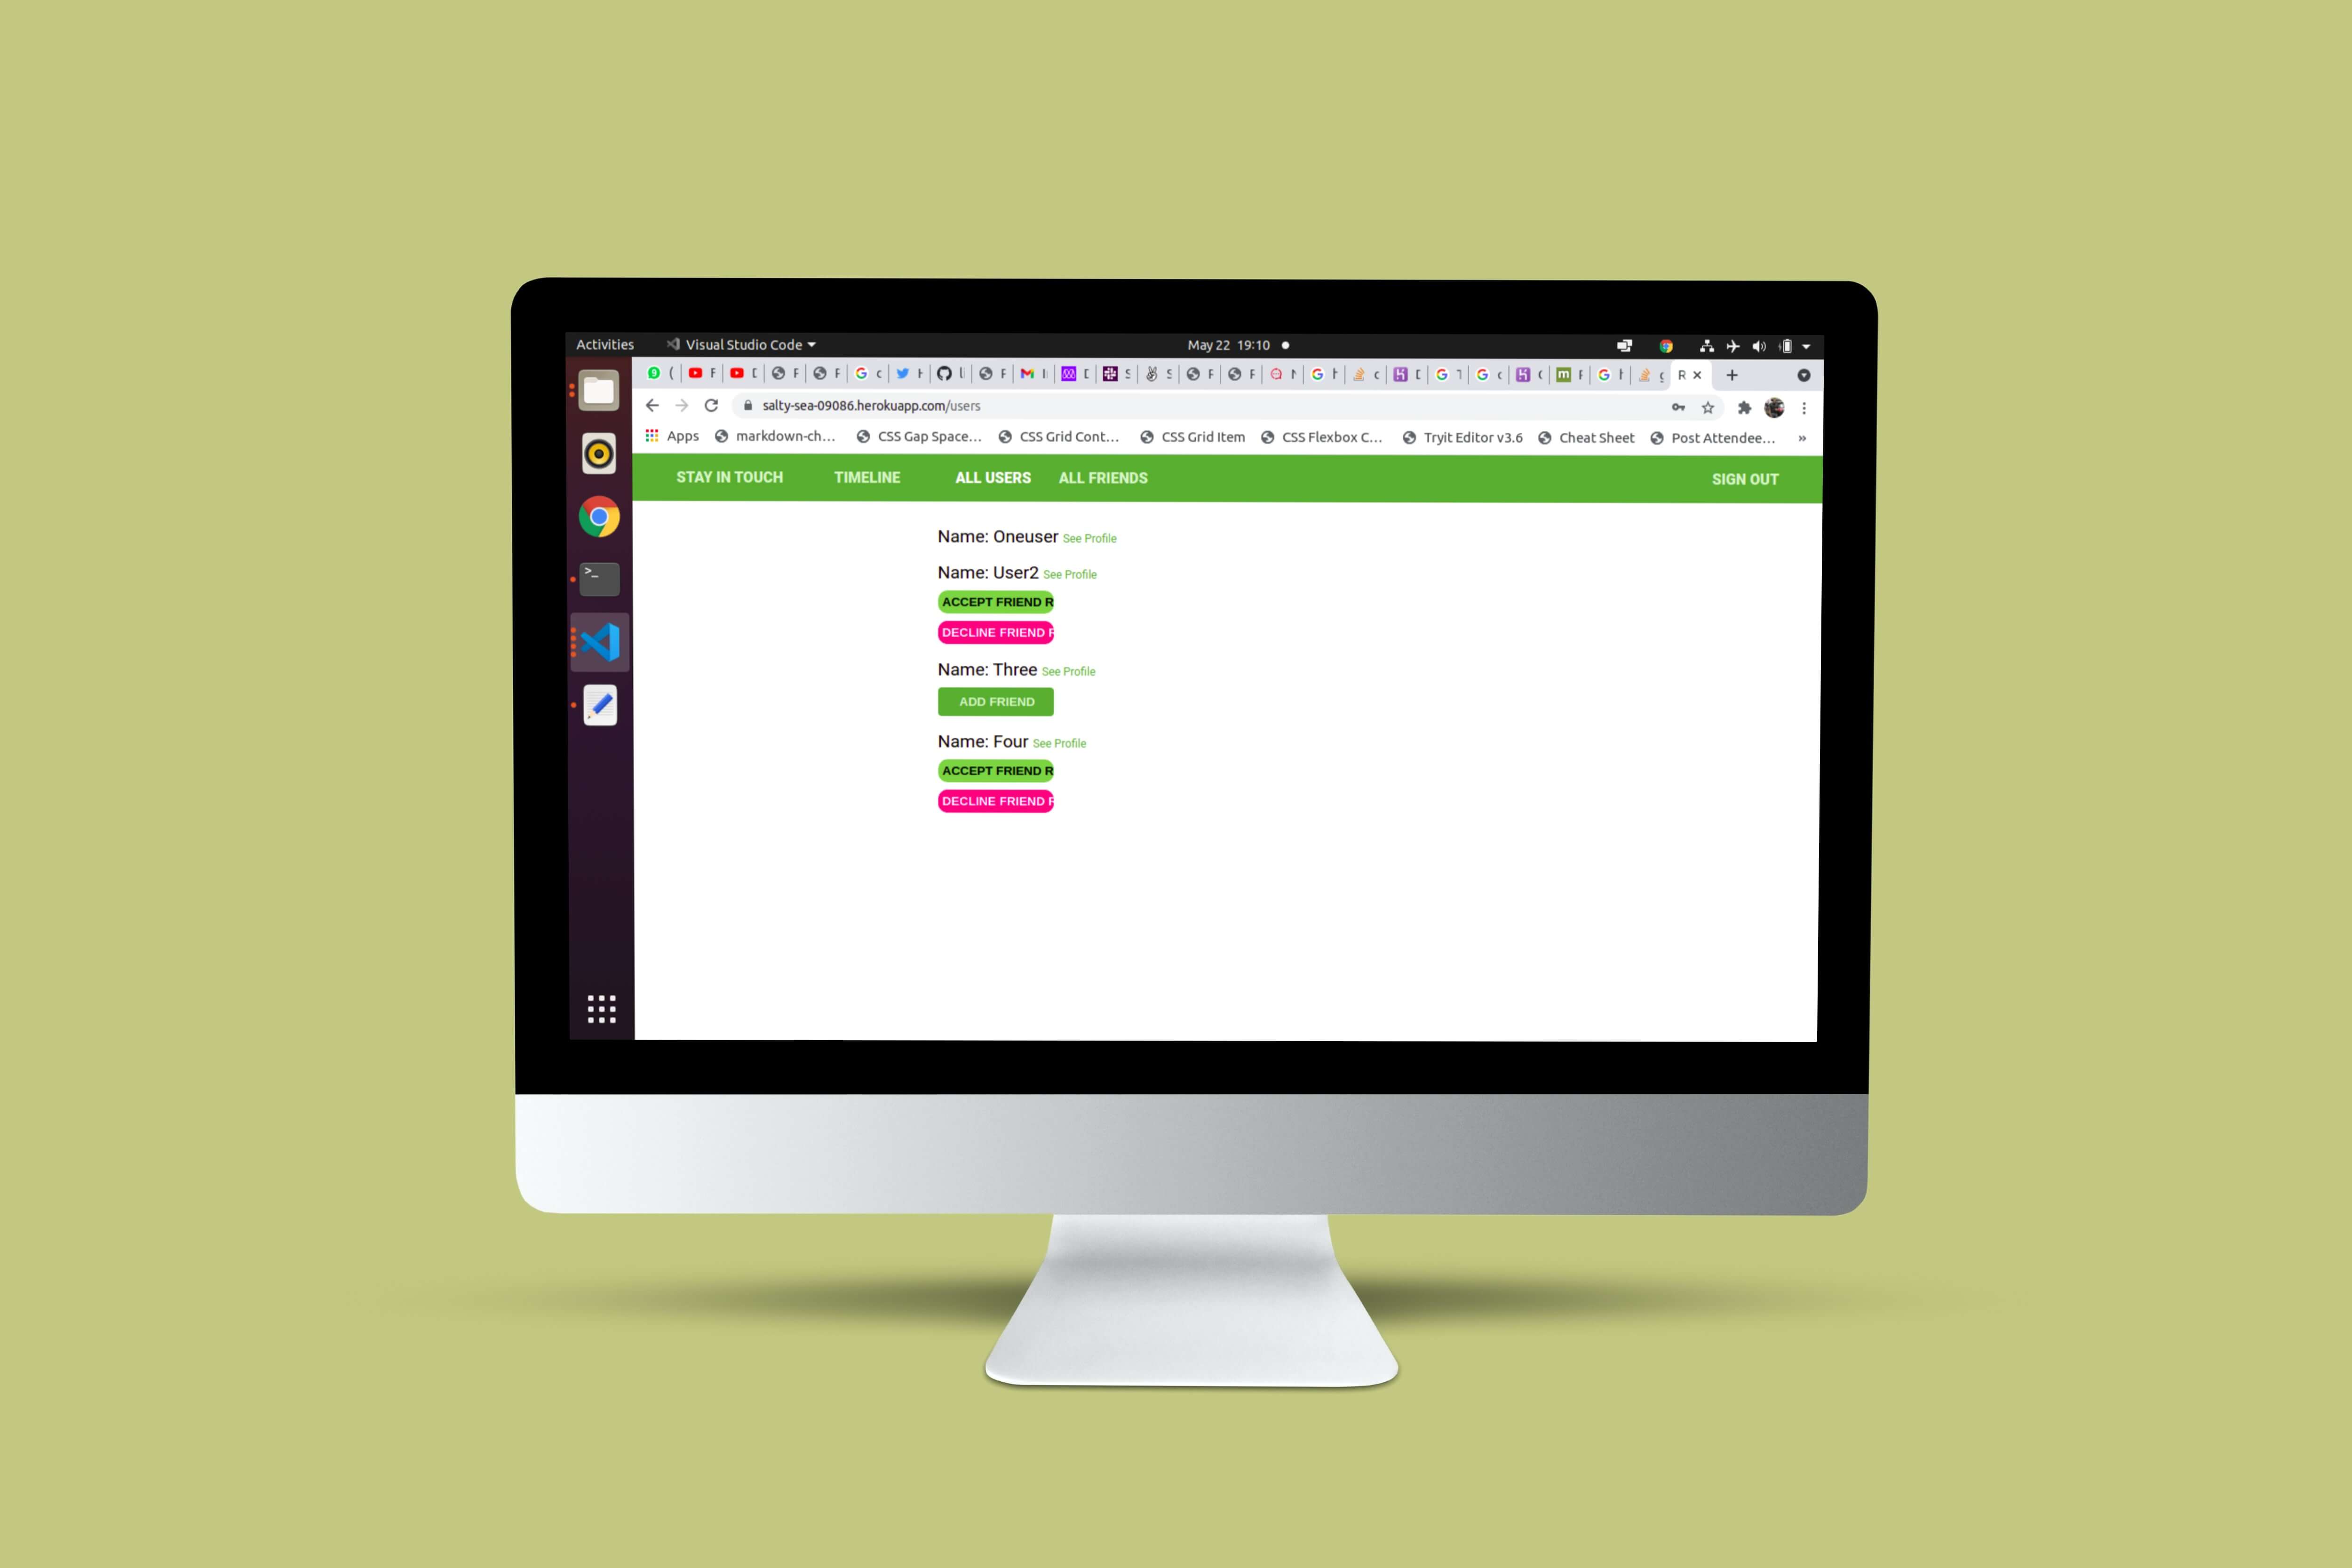 Activities Visual Studio Code May 22 19:10
salty-sea-09086.herokuapp.com/users
Apps markdown-ch... CSS Gap Space... CSS Grid Cont... CSS Grid Item CSS Flexbox C... Tryit Editor v3.6 Cheat Sheet Post Attendee... »
STAY IN TOUCH TIMELINE ALL USERS ALL FRIENDS SIGN OUT
Name: Oneuser See Profile
Name: User2 See Profile
ACCEPT FRIEND R
DECLINE FRIEND
Name: Three See Profile
ADD FRIEND
Name: Four See Profile
ACCEPT FRIEND R
DECLINE FRIEND